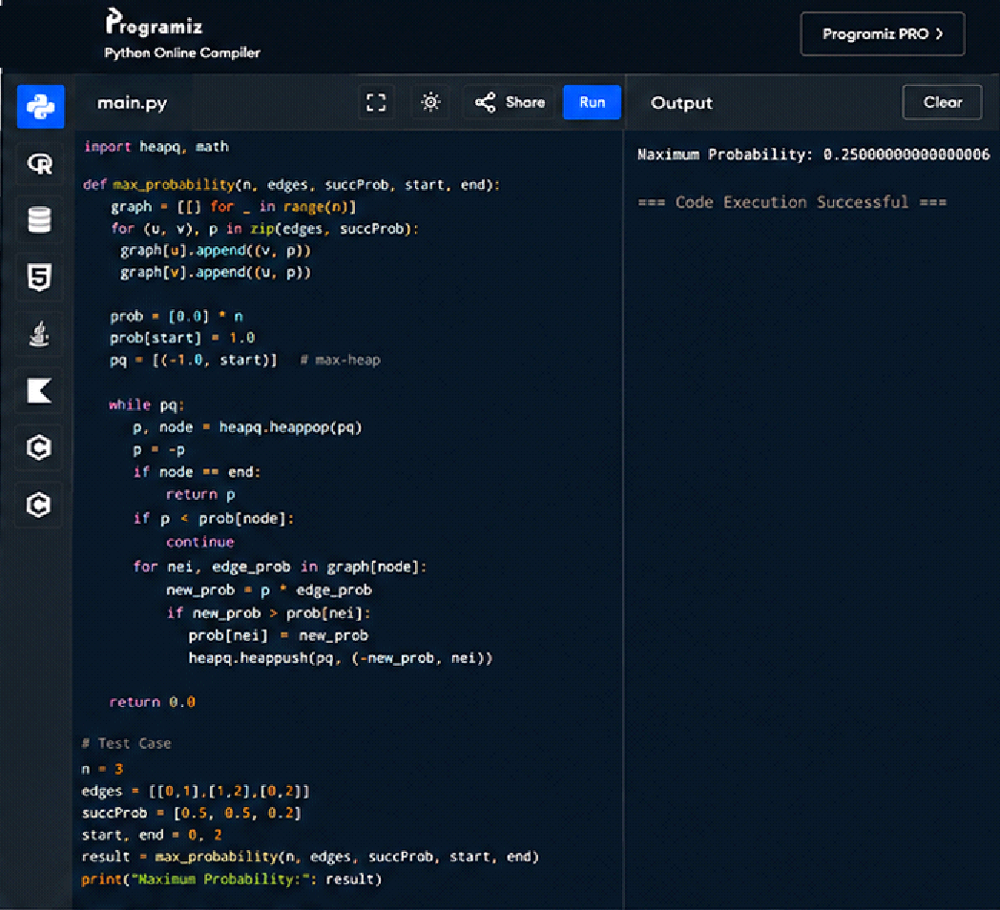 Programiz
Python Online Compiler
Programiz PRO >
main.py
Share
Run
Output
Clear
import heapq, math
def max_probability(n, edges, succProb, start, end):
graph = [[] for _ in range(n)]
for (u, v), p in zip(edges, succProb):
graph[u].append((v, p))
graph[v].append((u, p))
prob = [0.0] * n
prob[start] = 1.0
pq = [(-1.0, start)] # max-heap
while pq:
p, node = heapq.heappop(pq)
p = -p
if node == end:
return p
if p < prob[node]:
continue
for nei, edge_prob in graph[node]:
new_prob = p * edge_prob
if new_prob > prob[nei]:
prob[nei] = new_prob
heapq.heappush(pq, (-new_prob, nei))
return 0.0
# Test Case
n = 3
edges = [[0,1],[1,2],[0,2]]
succProb = [0.5, 0.5, 0.2]
start, end = 0, 2
result = max_probability(n, edges, succProb, start, end)
print("Maximum Probability:": result)
Maximum Probability: 0.25000000000000006
=== Code Execution Successful ===